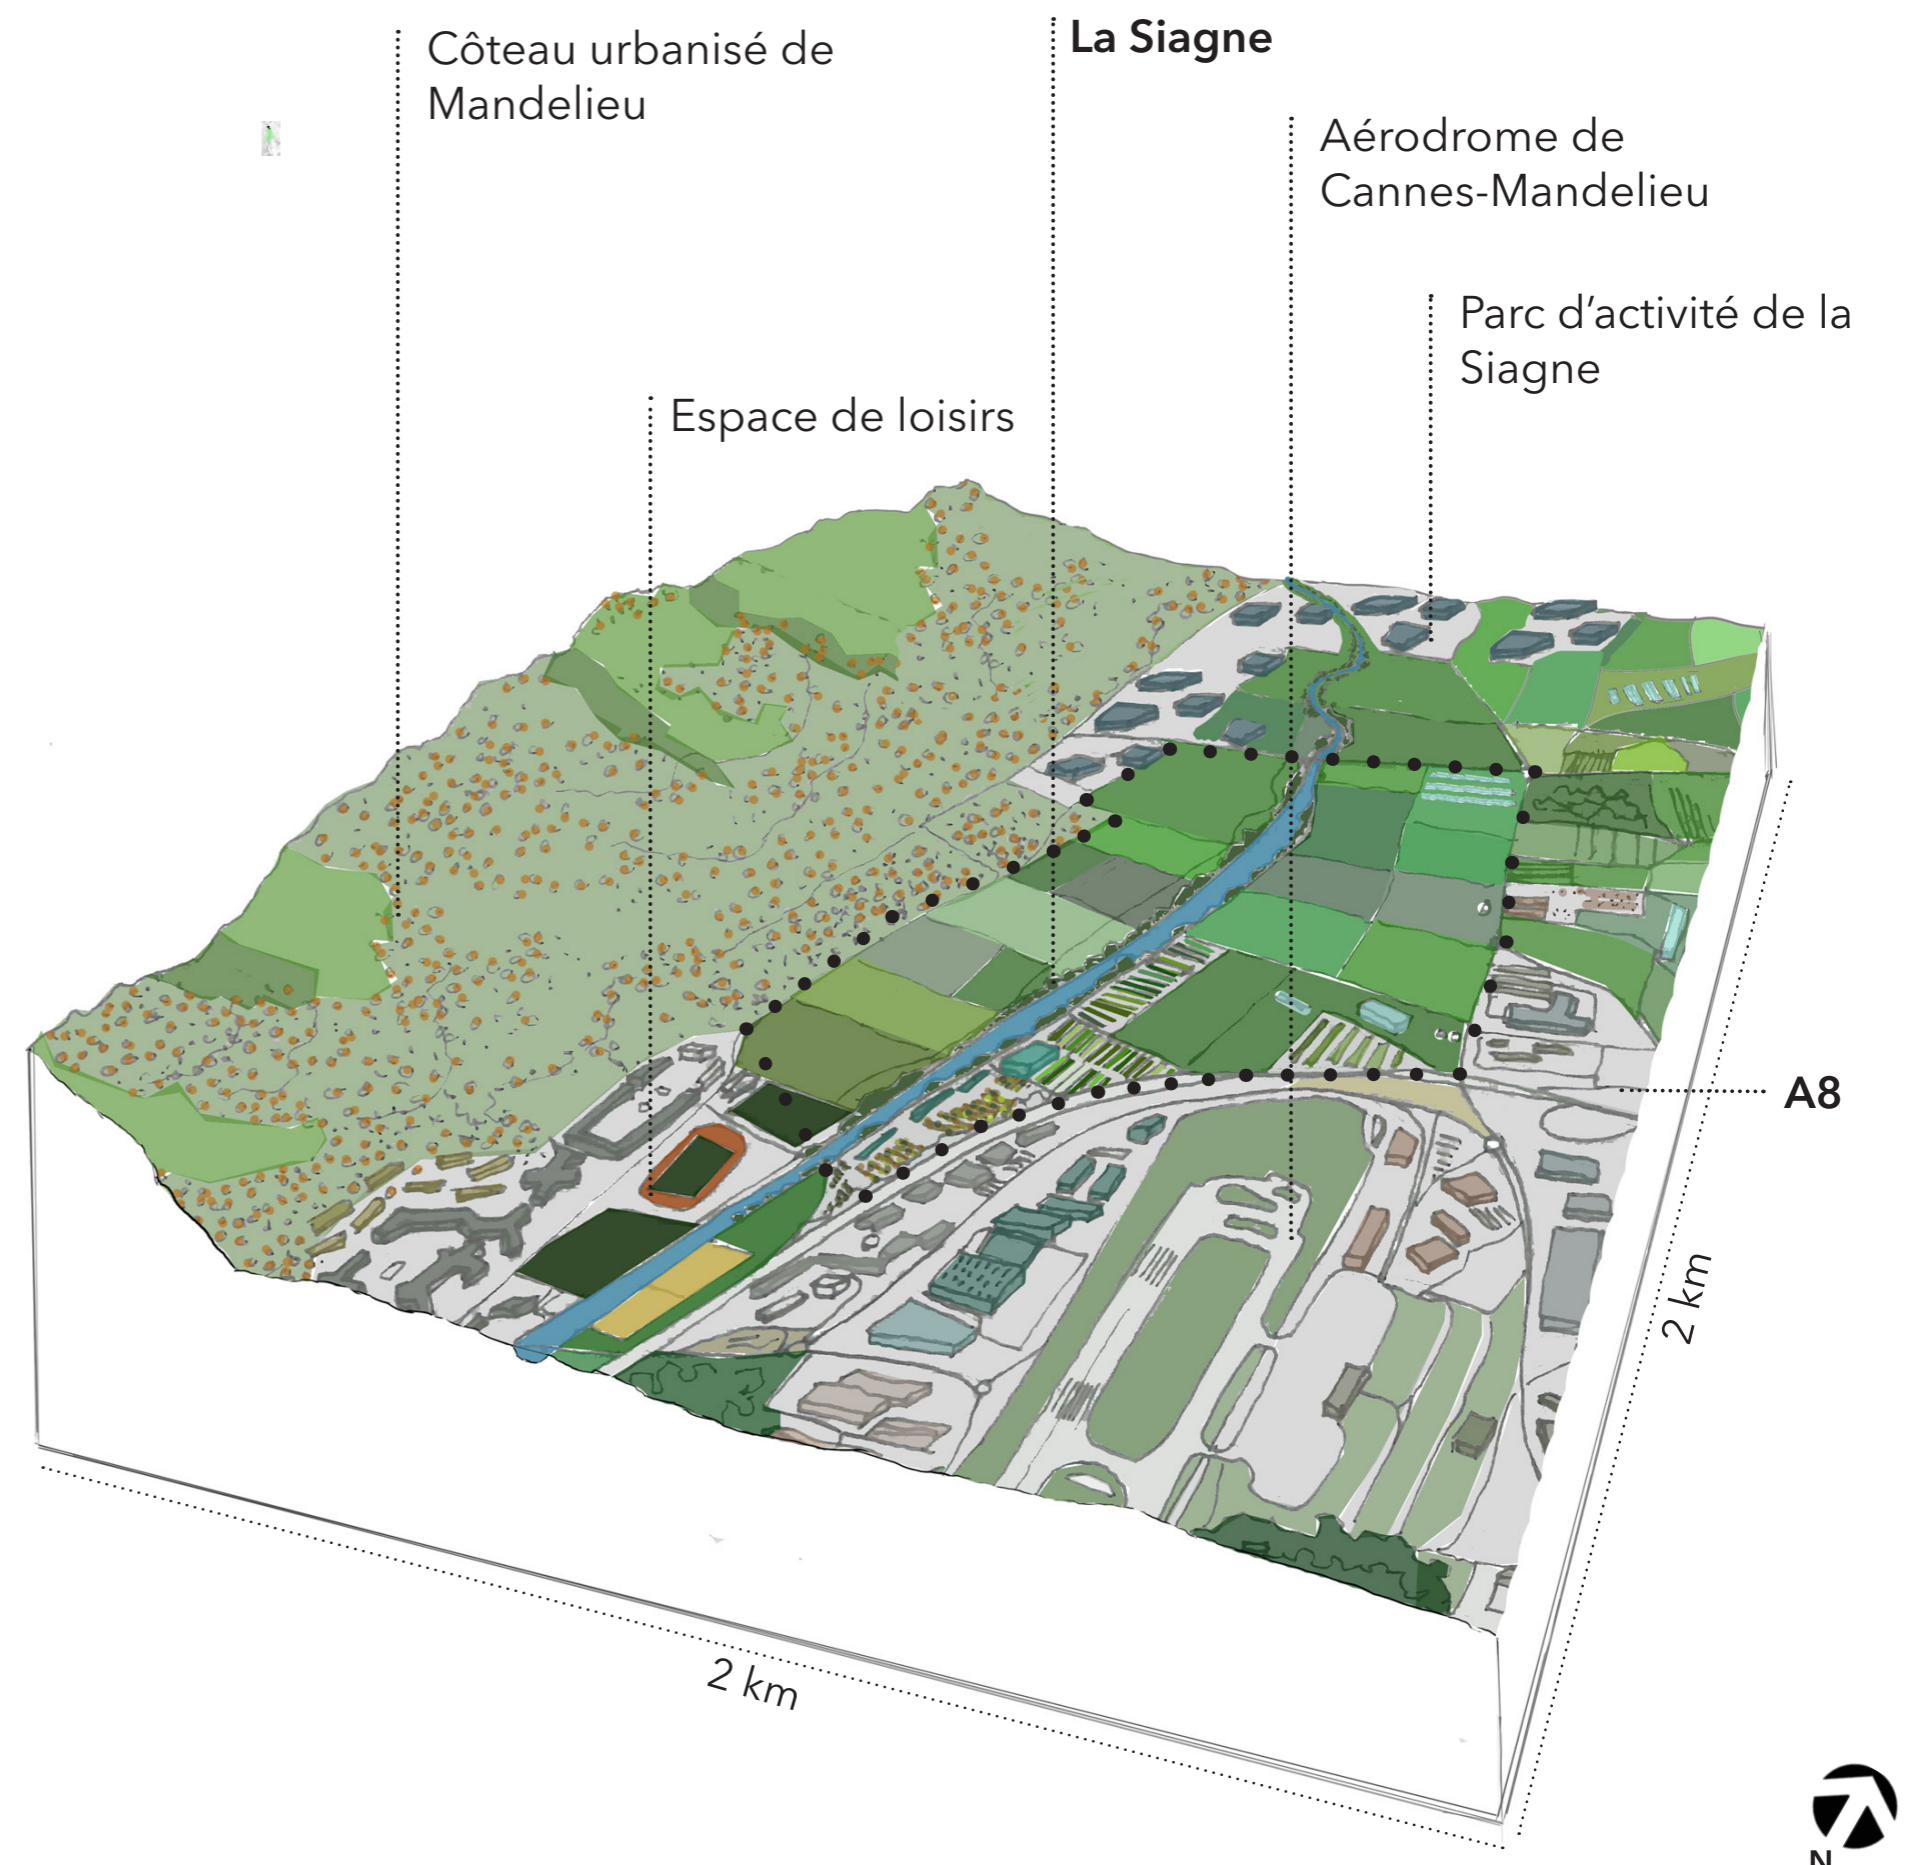 Côteau urbanisé de
Mandelieu
La Siagne
Aérodrome de
Cannes-Mandelieu
Parc d’activité de la
Siagne
Espace de loisirs
A8
2 km
2 km
N